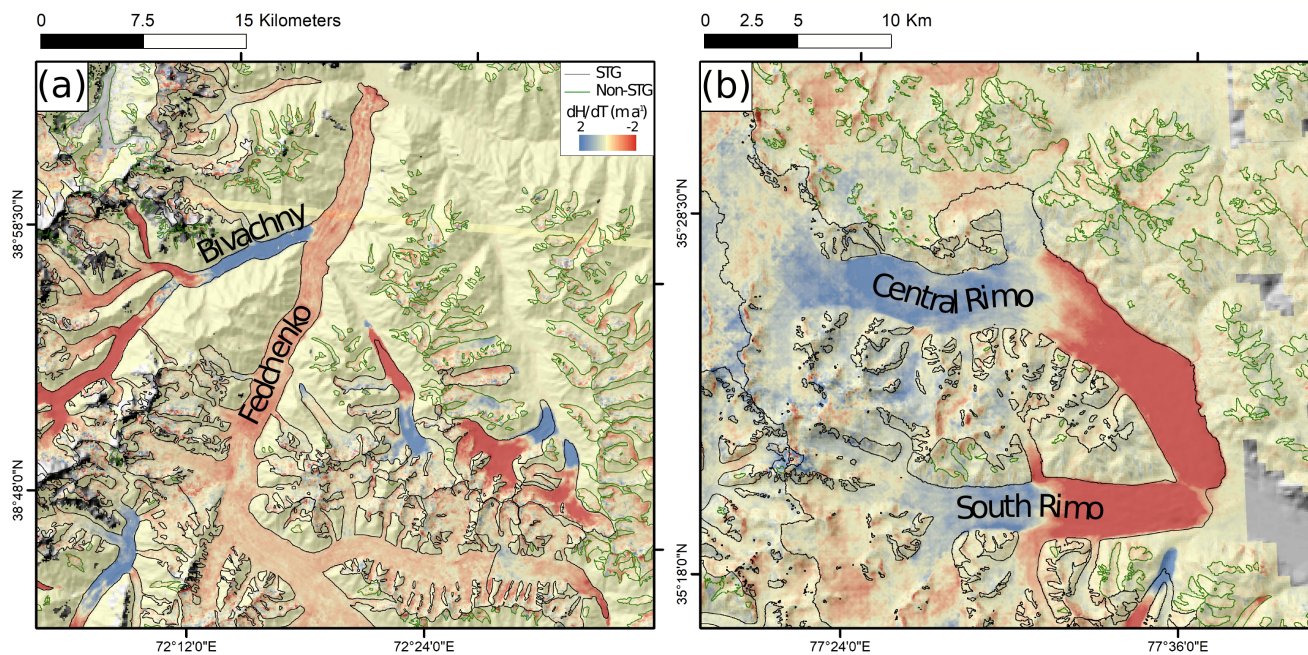 0 7.5 15 Kilometers
(a)
STG
Non-STG
dH/dT (m a¹)
2 -2
Bivachny
Fedchenko
38°58'30"N
38°48'0"N
72°12'0"E 72°24'0"E
0 2.5 5 10 Km
(b)
Central Rimo
South Rimo
35°28'30"N
35°18'0"N
77°24'0"E 77°36'0"E